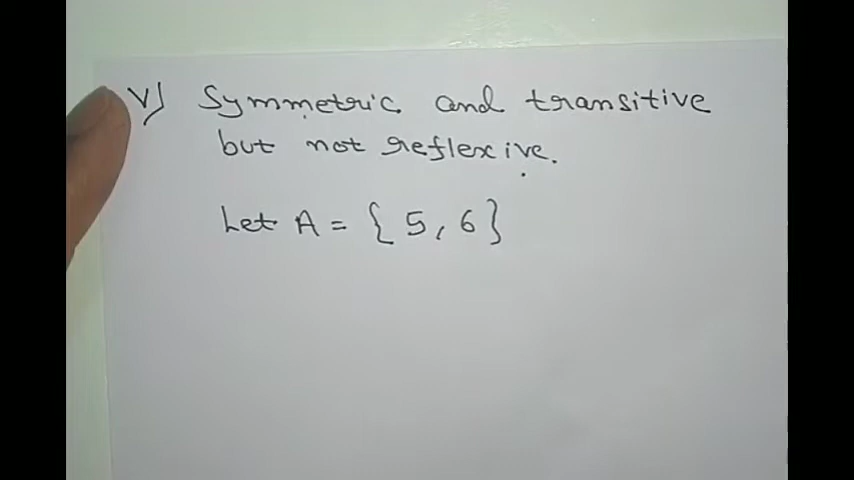 v) Symmetric and transitive
but not reflexive.
Let A = { 5, 6 }